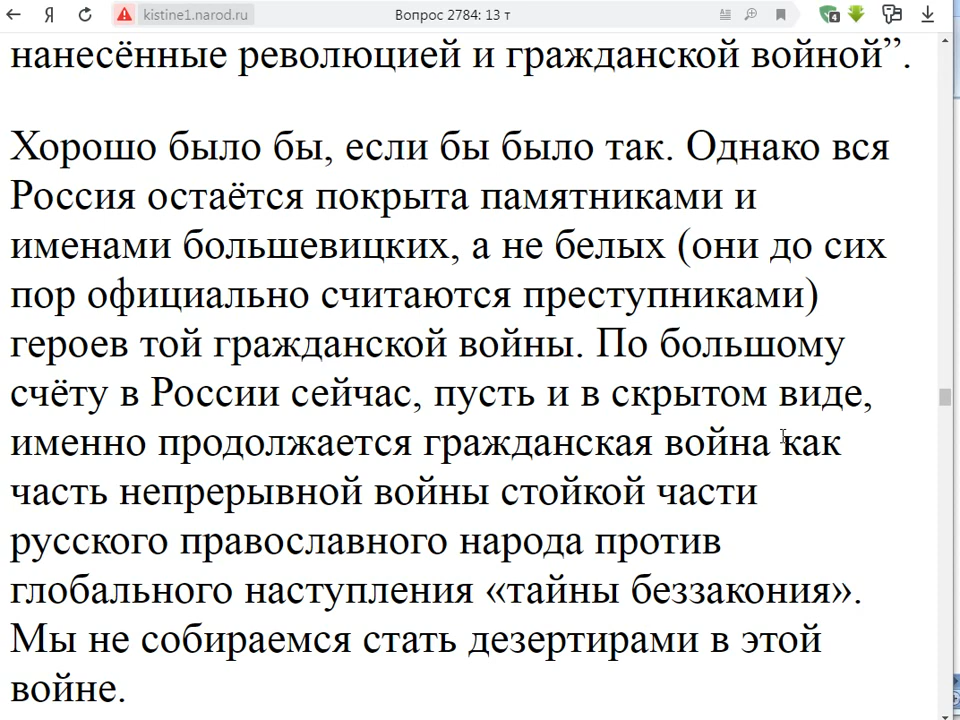 kistine1.narod.ru
Вопрос 2784: 13 т
4
нанесённые революцией и гражданской войной”.
Хорошо было бы, если бы было так. Однако вся
Россия остаётся покрыта памятниками и
именами большевицких, а не белых (они до сих
пор официально считаются преступниками)
героев той гражданской войны. По большому
счёту в России сейчас, пусть и в скрытом виде,
именно продолжается гражданская война как
часть непрерывной войны стойкой части
русского православного народа против
глобального наступления «тайны беззакония».
Мы не собираемся стать дезертирами в этой
войне.